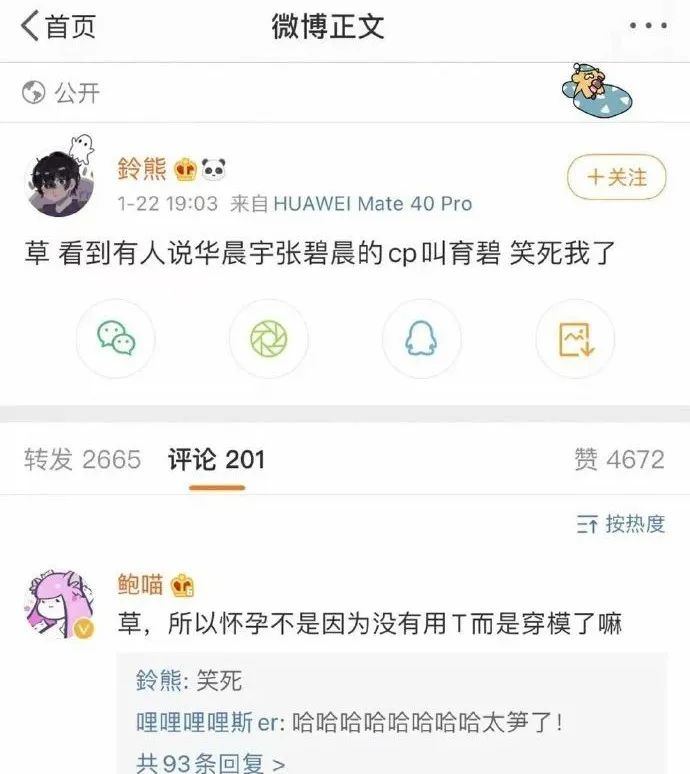 首页
微博正文
公开
鈴熊
1-22 19:03 来自 HUAWEI Mate 40 Pro
+关注
草 看到有人说华晨宇张碧晨的cp叫育碧 笑死我了
转发 2665 评论 201 赞 4672
按热度
鲍喵
草，所以怀孕不是因为没有用T而是穿模了嘛
鈴熊: 笑死
哩哩哩哩斯er: 哈哈哈哈哈哈哈哈太笋了!
共93条回复 >